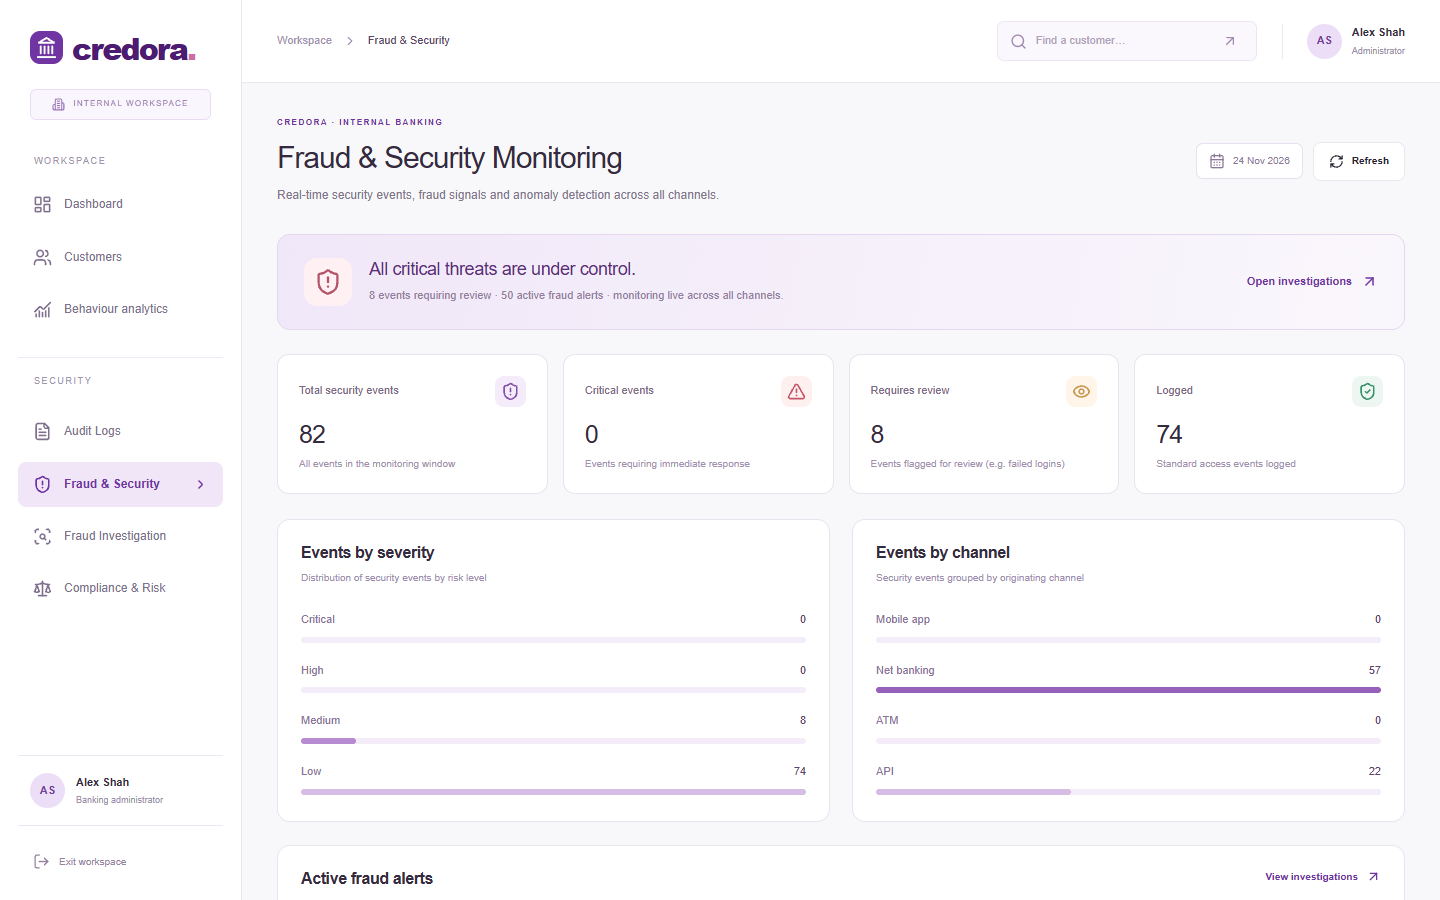 credora.
INTERNAL WORKSPACE
WORKSPACE
Dashboard
Customers
Behaviour analytics
SECURITY
Audit Logs
Fraud & Security
Fraud Investigation
Compliance & Risk
AS
Alex Shah
Banking administrator
Exit workspace
Workspace
Fraud & Security
Find a customer...
AS
Alex Shah
Administrator
CREDORA · INTERNAL BANKING
Fraud & Security Monitoring
Real-time security events, fraud signals and anomaly detection across all channels.
24 Nov 2026
Refresh
All critical threats are under control.
8 events requiring review · 50 active fraud alerts · monitoring live across all channels.
Open investigations
Total security events
82
All events in the monitoring window
Critical events
0
Events requiring immediate response
Requires review
8
Events flagged for review (e.g. failed logins)
Logged
74
Standard access events logged
Events by severity
Distribution of security events by risk level
Critical 0
High 0
Medium 8
Low 74
Events by channel
Security events grouped by originating channel
Mobile app 0
Net banking 57
ATM 0
API 22
Active fraud alerts
View investigations